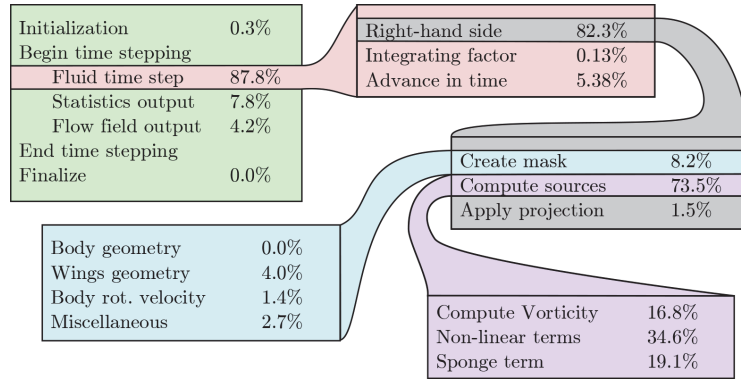 Initialization 0.3%
Begin time stepping
Fluid time step 87.8%
Statistics output 7.8%
Flow field output 4.2%
End time stepping
Finalize 0.0%
Right-hand side 82.3%
Integrating factor 0.13%
Advance in time 5.38%
Create mask 8.2%
Compute sources 73.5%
Apply projection 1.5%
Body geometry 0.0%
Wings geometry 4.0%
Body rot. velocity 1.4%
Miscellaneous 2.7%
Compute Vorticity 16.8%
Non-linear terms 34.6%
Sponge term 19.1%